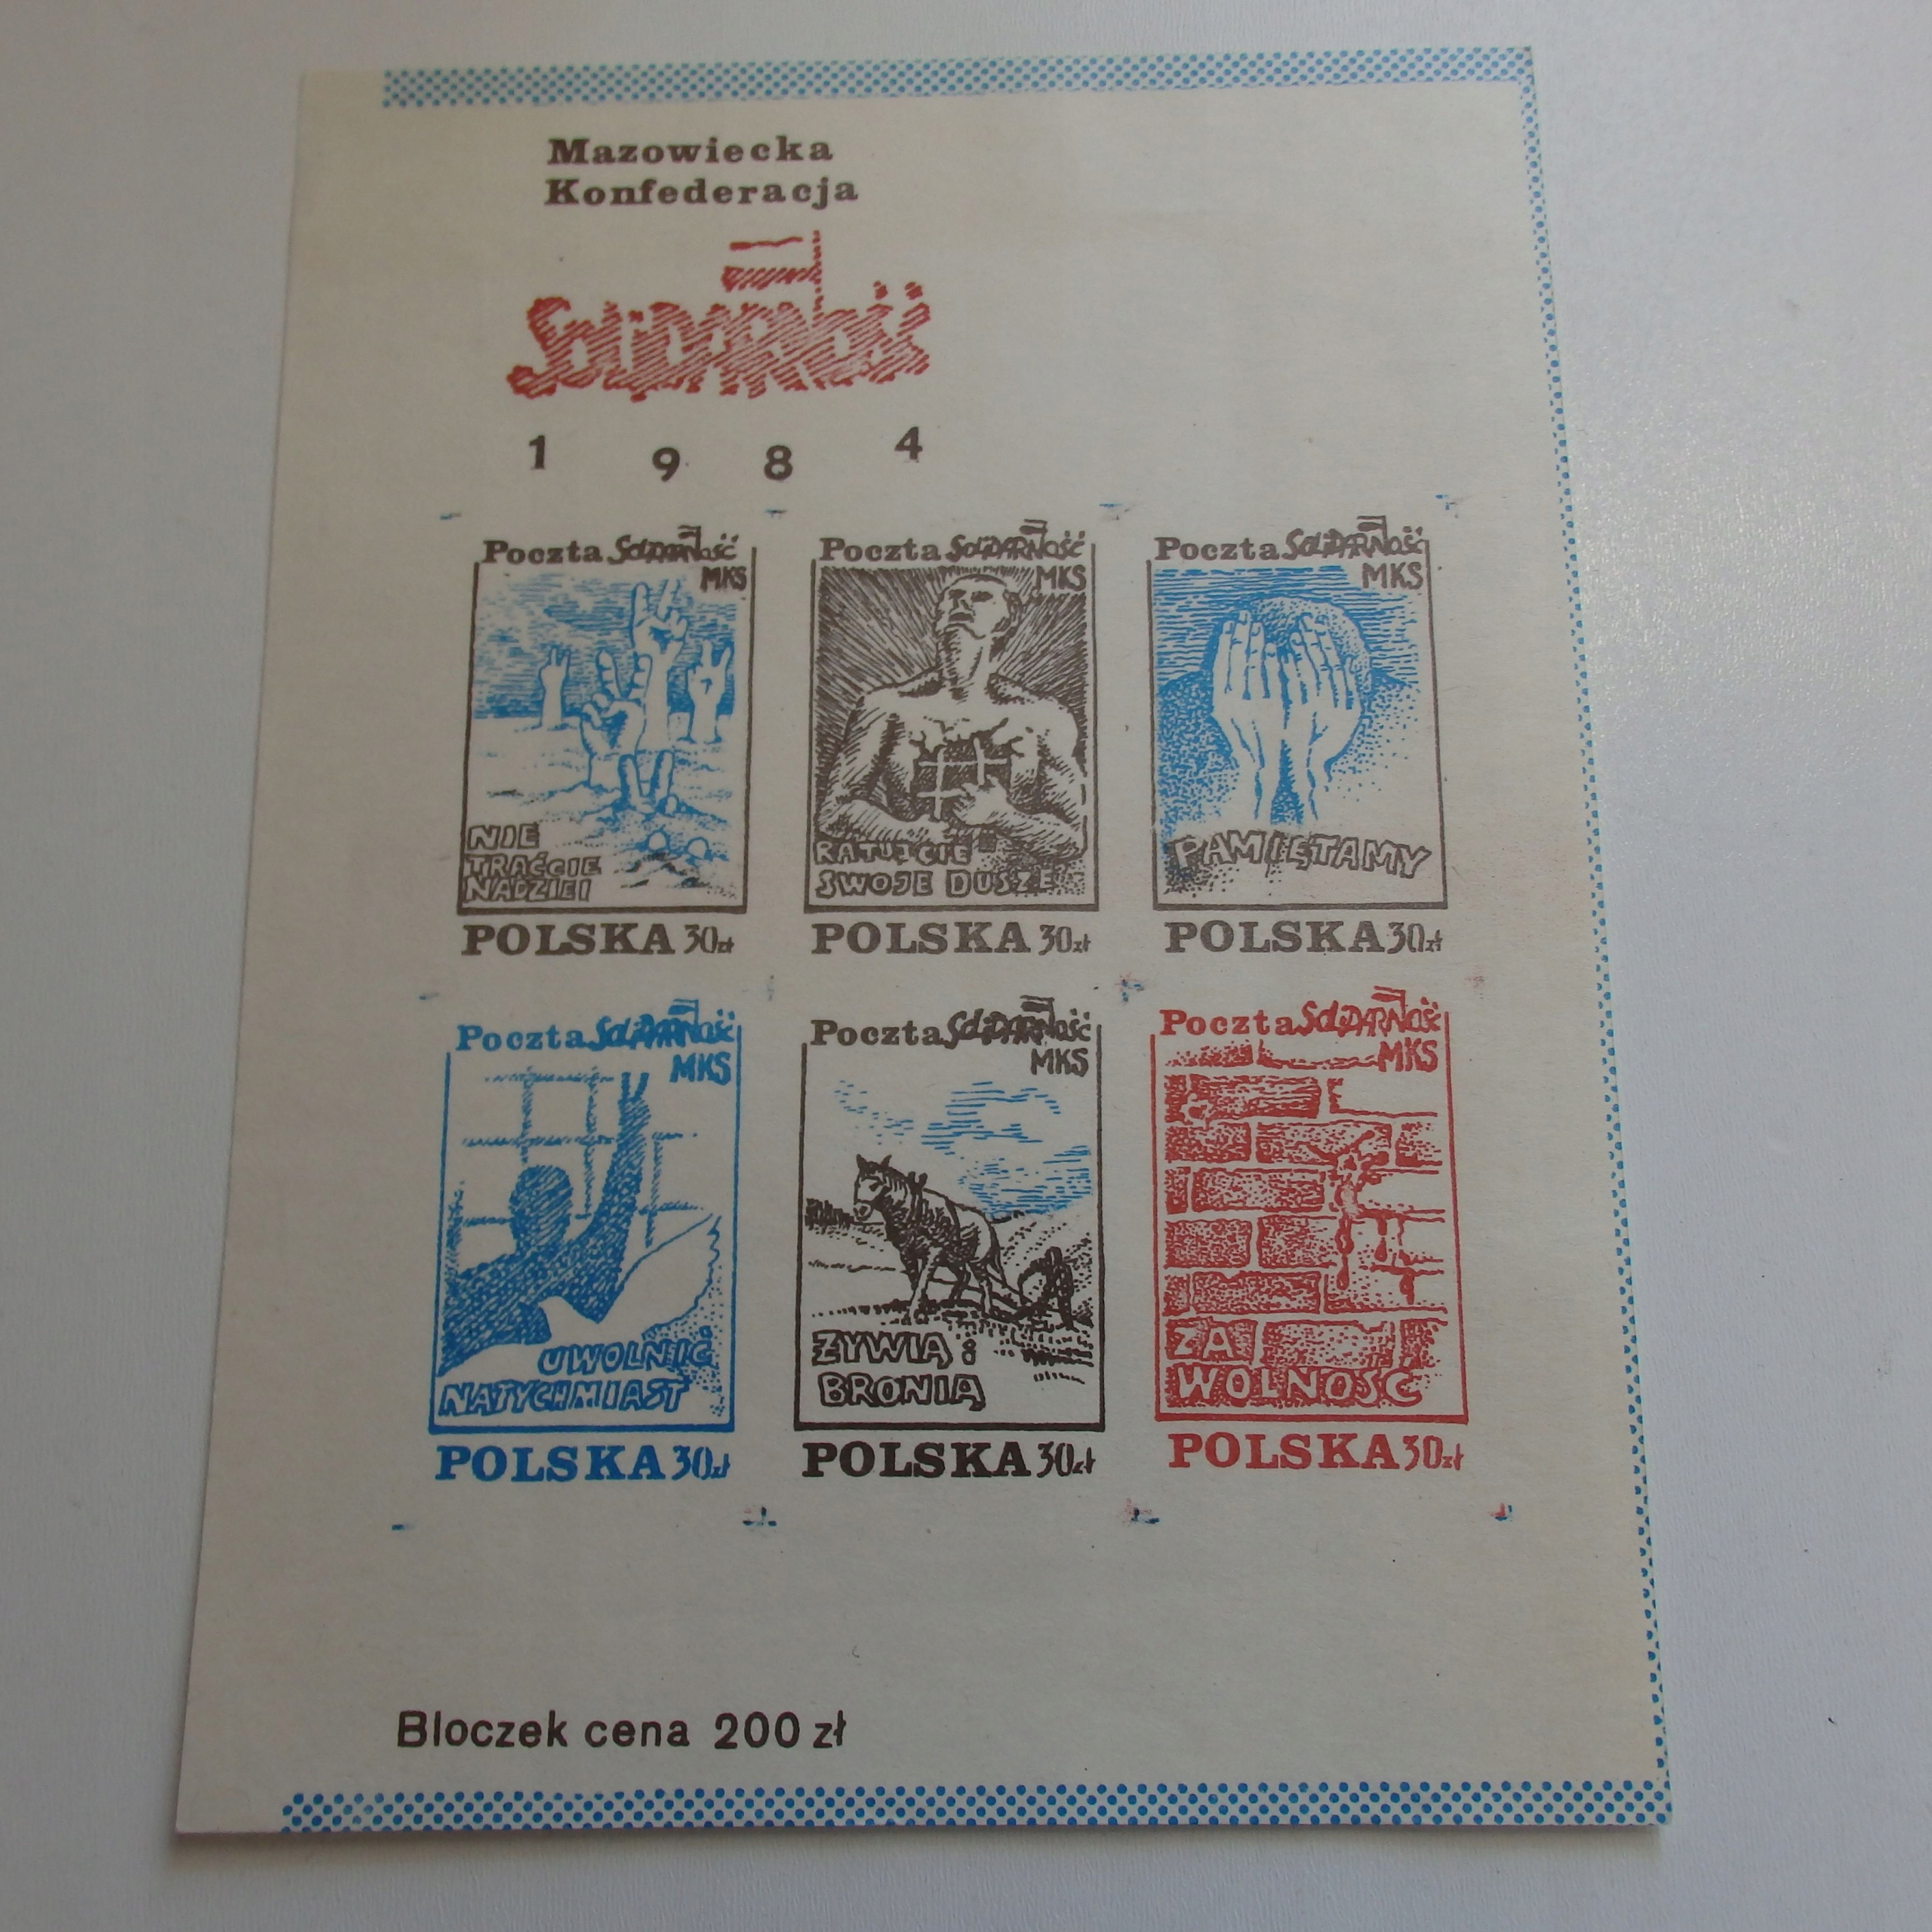 Mazowiecka
Konfederacja
SOLIDARNOŚĆ
1 9 8 4
Poczta SOLIDARNOŚĆ
MKS
NIE
TRAĆCIE
NADZIEI
POLSKA 30zł
Poczta SOLIDARNOŚĆ
MKS
RATUJCIE
SWOJE DUSZE
POLSKA 30zł
Poczta SOLIDARNOŚĆ
MKS
PAMIĘTAMY
POLSKA 30zł
Poczta SOLIDARNOŚĆ
MKS
UWOLNIĆ
NATYCHMIAST
POLSKA 30zł
Poczta SOLIDARNOŚĆ
MKS
ŻYWIĄ i
BRONIĄ
POLSKA 30zł
Poczta SOLIDARNOŚĆ
MKS
ZA
WOLNOŚĆ
POLSKA 30zł
Bloczek cena 200 zł